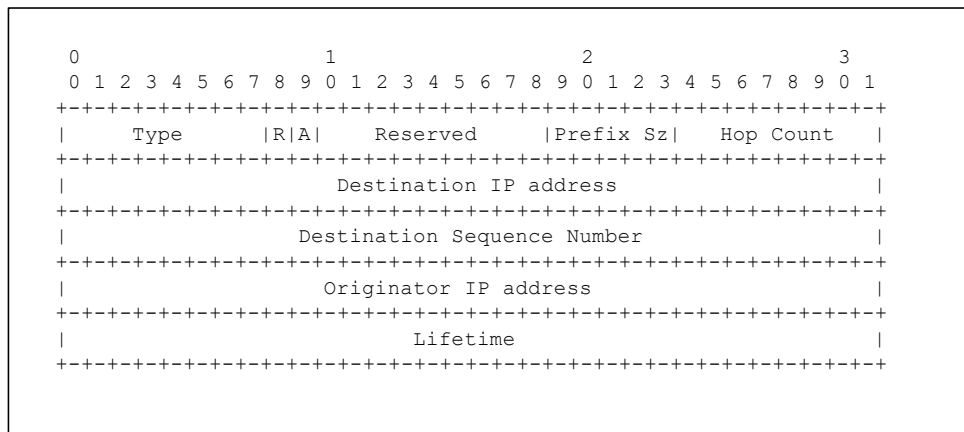 0                   1                   2                   3
0 1 2 3 4 5 6 7 8 9 0 1 2 3 4 5 6 7 8 9 0 1 2 3 4 5 6 7 8 9 0 1
+-+-+-+-+-+-+-+-+-+-+-+-+-+-+-+-+-+-+-+-+-+-+-+-+-+-+-+-+-+-+-+-+
|     Type      |R|A|    Reserved     |Prefix Sz|   Hop Count   |
+-+-+-+-+-+-+-+-+-+-+-+-+-+-+-+-+-+-+-+-+-+-+-+-+-+-+-+-+-+-+-+-+
|                     Destination IP address                    |
+-+-+-+-+-+-+-+-+-+-+-+-+-+-+-+-+-+-+-+-+-+-+-+-+-+-+-+-+-+-+-+-+
|                  Destination Sequence Number                  |
+-+-+-+-+-+-+-+-+-+-+-+-+-+-+-+-+-+-+-+-+-+-+-+-+-+-+-+-+-+-+-+-+
|                    Originator IP address                      |
+-+-+-+-+-+-+-+-+-+-+-+-+-+-+-+-+-+-+-+-+-+-+-+-+-+-+-+-+-+-+-+-+
|                           Lifetime                            |
+-+-+-+-+-+-+-+-+-+-+-+-+-+-+-+-+-+-+-+-+-+-+-+-+-+-+-+-+-+-+-+-+